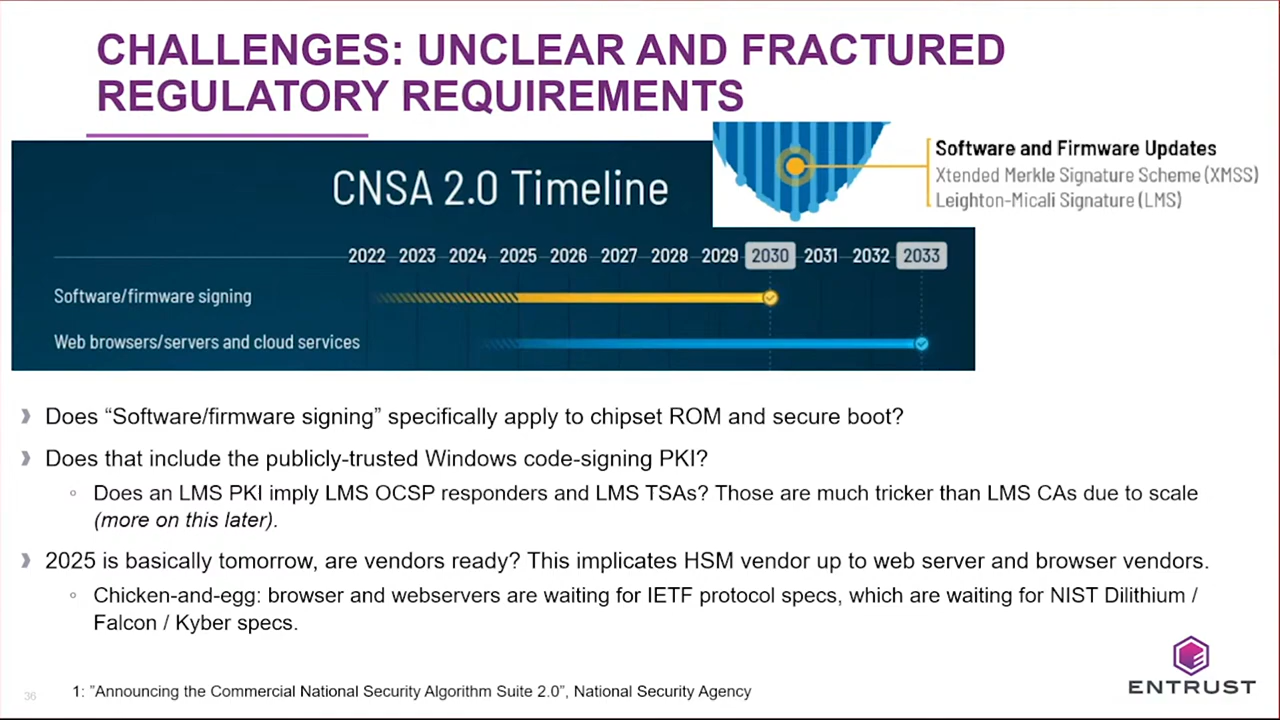 CHALLENGES: UNCLEAR AND FRACTURED
REGULATORY REQUIREMENTS
Software and Firmware Updates
Xtended Merkle Signature Scheme (XMSS)
Leighton-Micali Signature (LMS)
CNSA 2.0 Timeline
2022 2023 2024 2025 2026 2027 2028 2029 2030 2031 2032 2033
Software/firmware signing
Web browsers/servers and cloud services
Does “Software/firmware signing” specifically apply to chipset ROM and secure boot?
Does that include the publicly-trusted Windows code-signing PKI?
Does an LMS PKI imply LMS OCSP responders and LMS TSAs? Those are much tricker than LMS CAs due to scale
(more on this later).
2025 is basically tomorrow, are vendors ready? This implicates HSM vendor up to web server and browser vendors.
Chicken-and-egg: browser and webservers are waiting for IETF protocol specs, which are waiting for NIST Dilithium /
Falcon / Kyber specs.
36
1: ”Announcing the Commercial National Security Algorithm Suite 2.0”, National Security Agency
ENTRUST